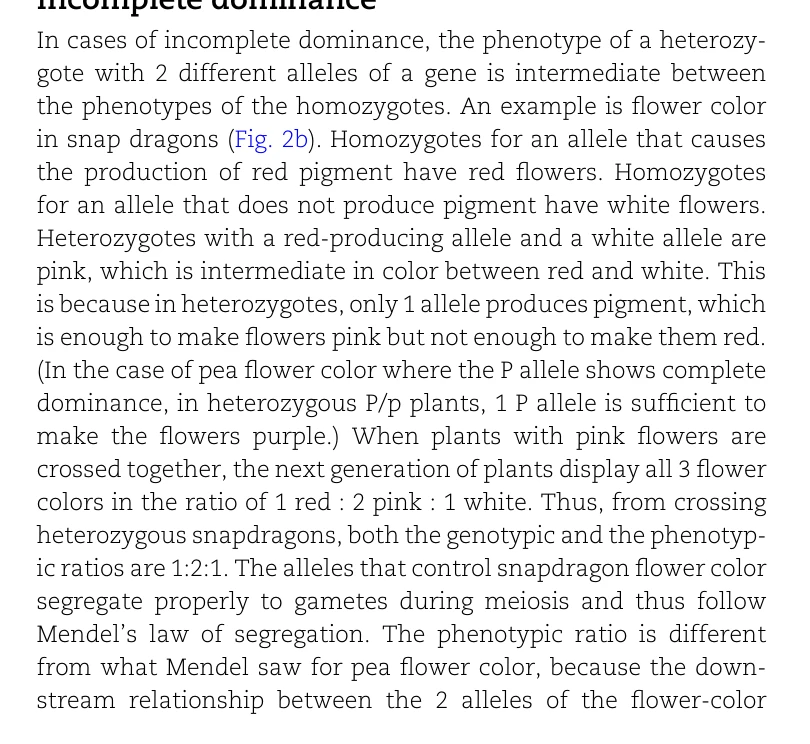 Incomplete dominance
In cases of incomplete dominance, the phenotype of a heterozy-
gote with 2 different alleles of a gene is intermediate between
the phenotypes of the homozygotes. An example is flower color
in snap dragons (Fig. 2b). Homozygotes for an allele that causes
the production of red pigment have red flowers. Homozygotes
for an allele that does not produce pigment have white flowers.
Heterozygotes with a red-producing allele and a white allele are
pink, which is intermediate in color between red and white. This
is because in heterozygotes, only 1 allele produces pigment, which
is enough to make flowers pink but not enough to make them red.
(In the case of pea flower color where the P allele shows complete
dominance, in heterozygous P/p plants, 1 P allele is sufficient to
make the flowers purple.) When plants with pink flowers are
crossed together, the next generation of plants display all 3 flower
colors in the ratio of 1 red : 2 pink : 1 white. Thus, from crossing
heterozygous snapdragons, both the genotypic and the phenotyp-
ic ratios are 1:2:1. The alleles that control snapdragon flower color
segregate properly to gametes during meiosis and thus follow
Mendel's law of segregation. The phenotypic ratio is different
from what Mendel saw for pea flower color, because the down-
stream relationship between the 2 alleles of the flower-color